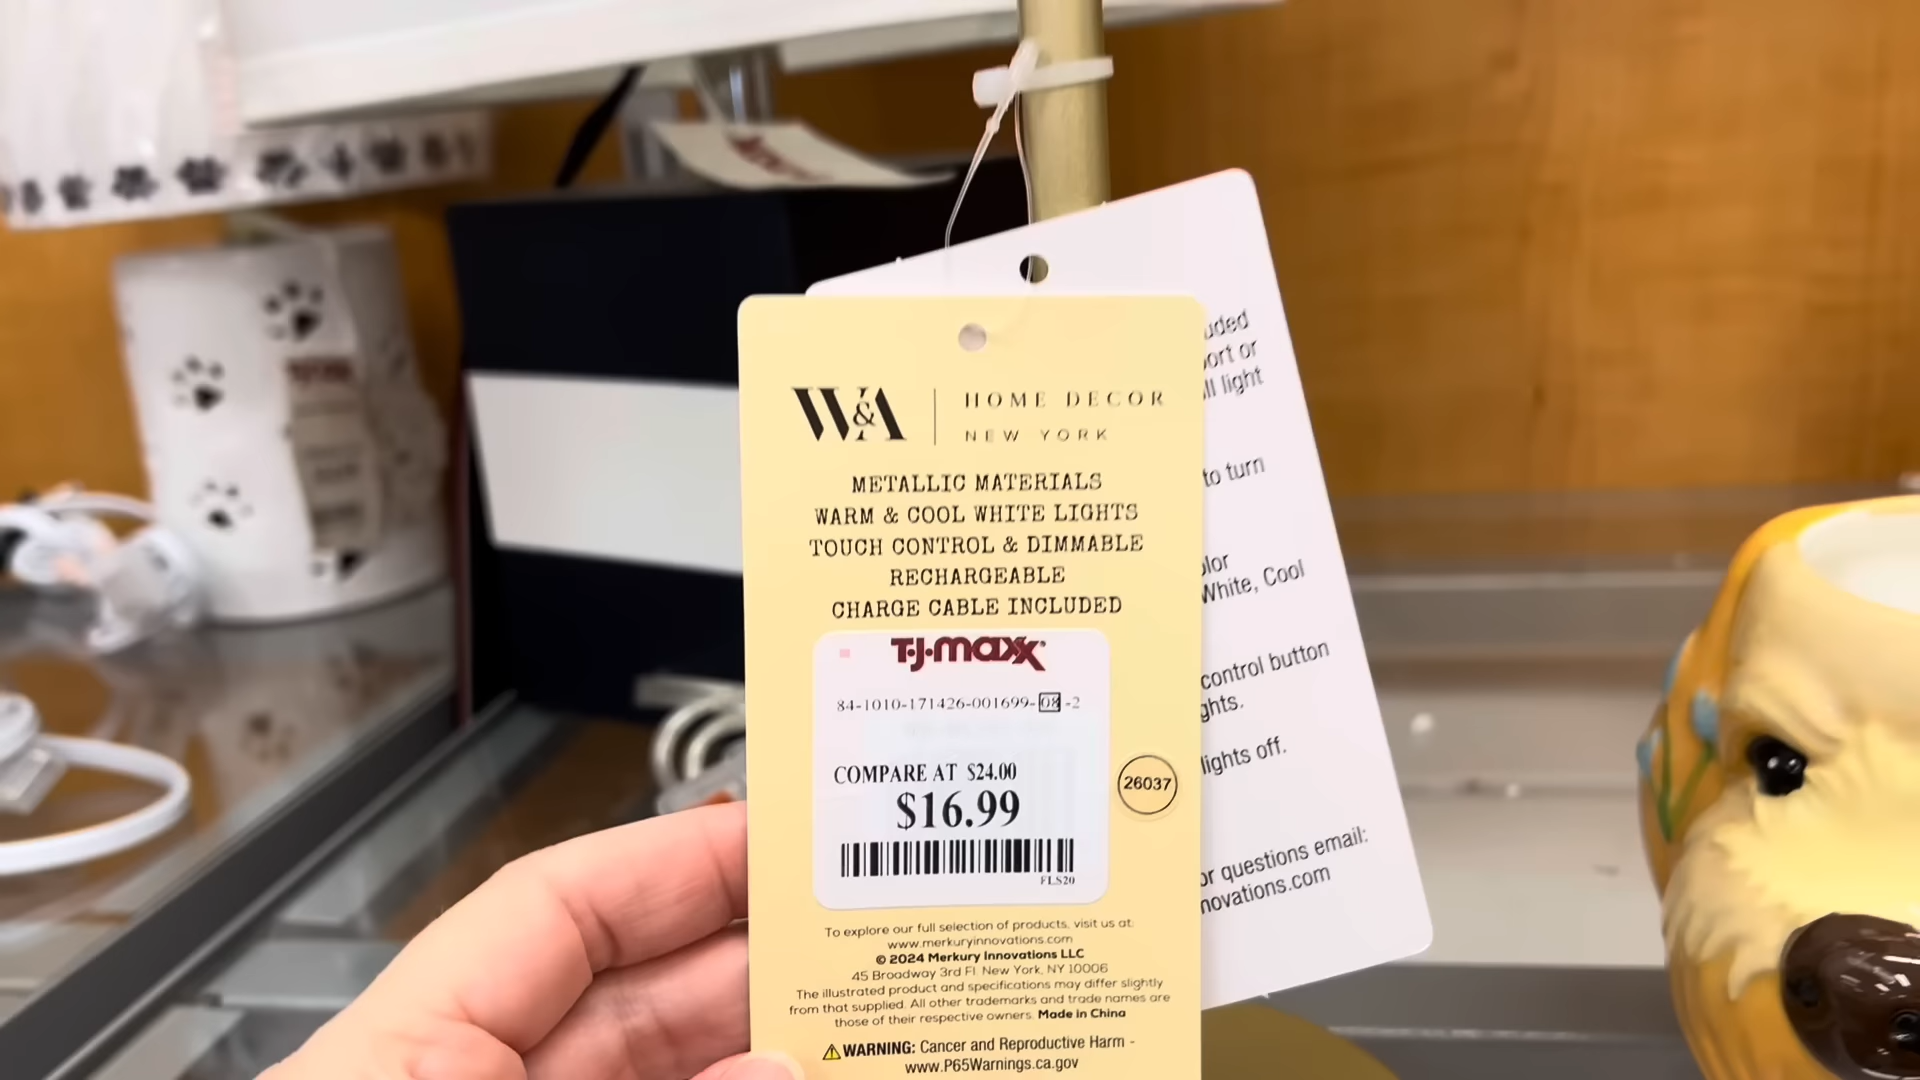 W&A | HOME DECOR
NEW YORK
METALLIC MATERIALS
WARM & COOL WHITE LIGHTS
TOUCH CONTROL & DIMMABLE
RECHARGEABLE
CHARGE CABLE INCLUDED
T.J.maxx
84-1010-171426-001699-08-2
COMPARE AT $24.00
$16.99
FLS20
26037
To explore our full selection of products, visit us at:
www.merkuryinnovations.com
© 2024 Merkury Innovations LLC
45 Broadway 3rd Fl. New York, NY 10006
The illustrated product and specifications may differ slightly
from that supplied. All other trademarks and trade names are
those of their respective owners. Made in China
WARNING: Cancer and Reproductive Harm -
www.P65Warnings.ca.gov
uded
ort or
ll light
to turn
lor
White, Cool
control button
ghts.
lights off.
or questions email:
novations.com